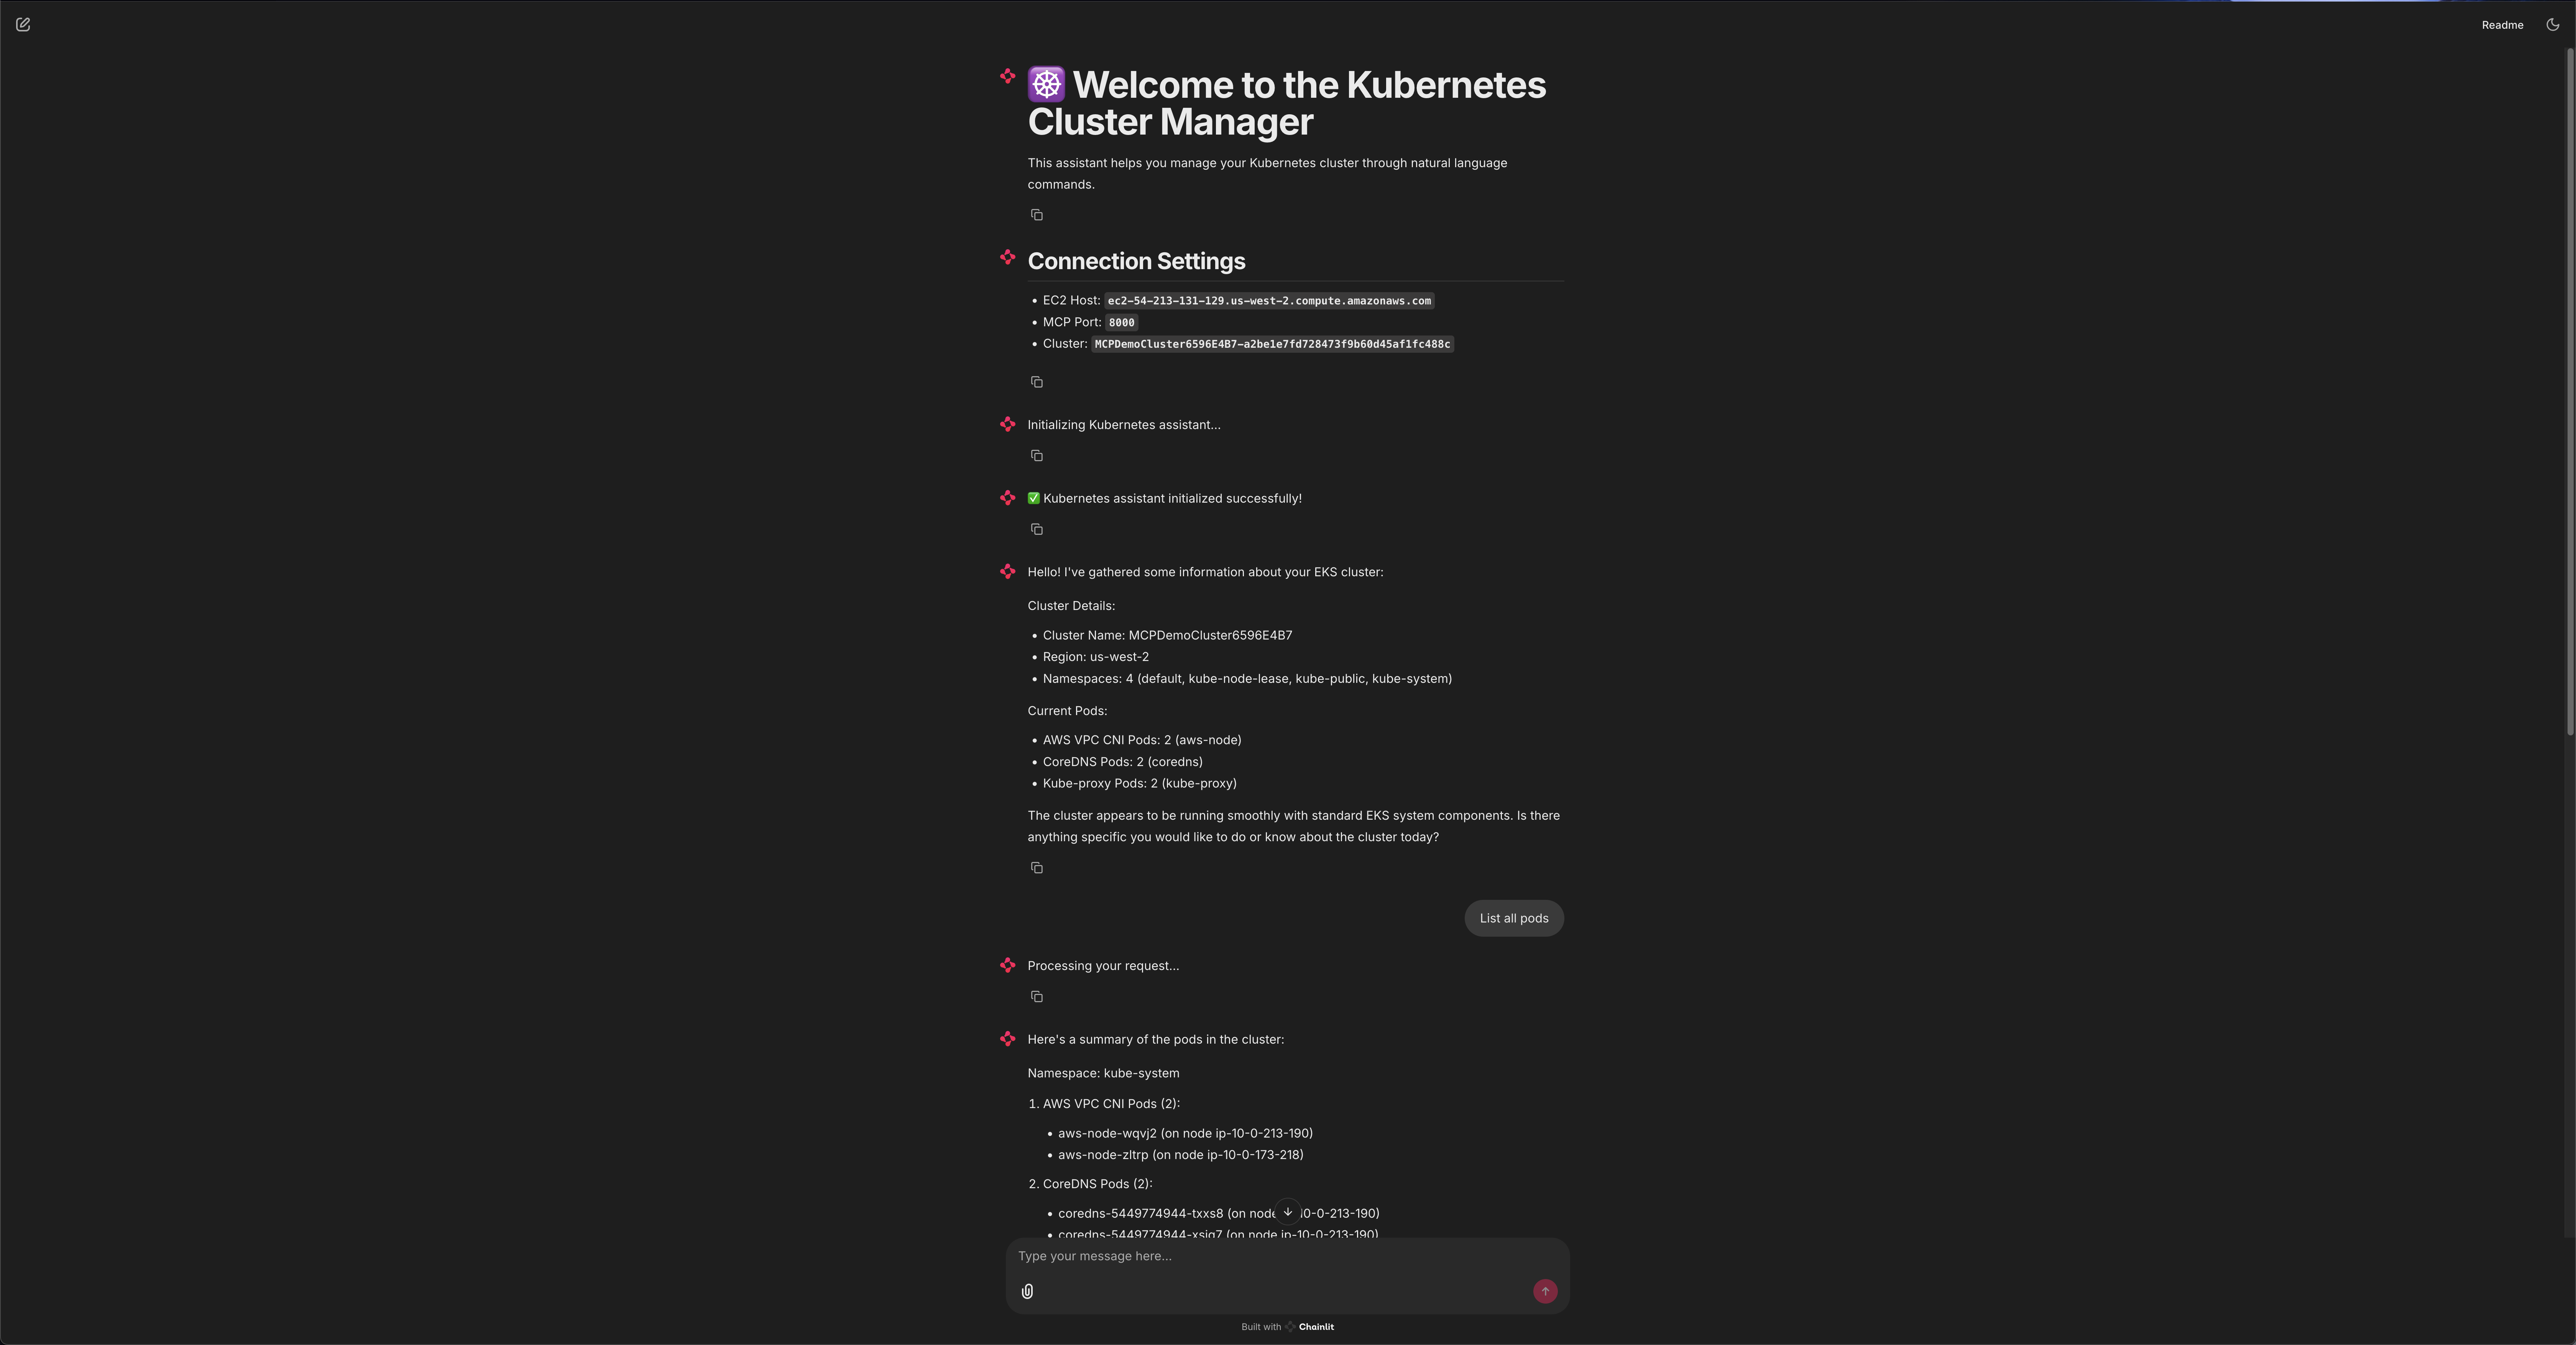 Readme
Welcome to the Kubernetes
Cluster Manager
This assistant helps you manage your Kubernetes cluster through natural language
commands.
Connection Settings
• EC2 Host: ec2-54-213-131-129.us-west-2.compute.amazonaws.com
• MCP Port: 8000
• Cluster: MCPDemoCluster6596E4B7-a2be1e7fd728473f9b60d45af1fc488c
Initializing Kubernetes assistant...
Kubernetes assistant initialized successfully!
Hello! I've gathered some information about your EKS cluster:
Cluster Details:
• Cluster Name: MCPDemoCluster6596E4B7
• Region: us-west-2
• Namespaces: 4 (default, kube-node-lease, kube-public, kube-system)
Current Pods:
• AWS VPC CNI Pods: 2 (aws-node)
• CoreDNS Pods: 2 (coredns)
• Kube-proxy Pods: 2 (kube-proxy)
The cluster appears to be running smoothly with standard EKS system components. Is there
anything specific you would like to do or know about the cluster today?
List all pods
Processing your request...
Here's a summary of the pods in the cluster:
Namespace: kube-system
1. AWS VPC CNI Pods (2):
• aws-node-wqvj2 (on node ip-10-0-213-190)
• aws-node-zltrp (on node ip-10-0-173-218)
2. CoreDNS Pods (2):
• coredns-5449774944-txxs8 (on node 10-0-213-190)
• coredns-5449774944-xsjg7 (on node ip-10-0-213-190)
Type your message here...
Built with Chainlit